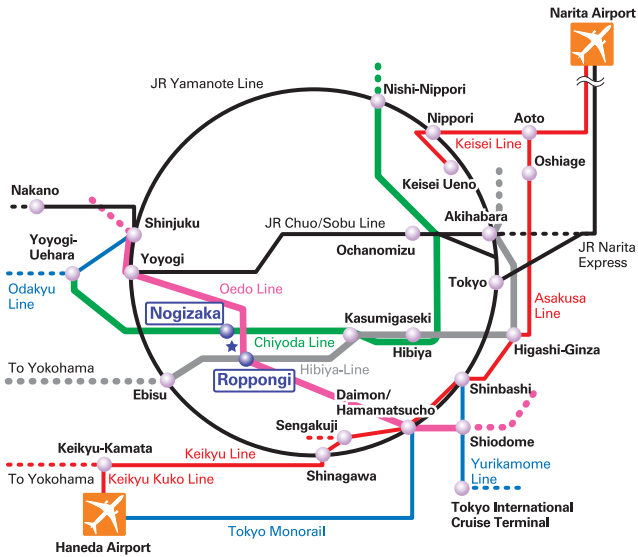 Narita Airport
JR Yamanote Line
Nishi-Nippori
Nippori
Aoto
Keisei Line
Oshiage
Keisei Ueno
Nakano
Shinjuku
JR Chuo/Sobu Line
Akihabara
Ochanomizu
JR Narita
Express
Yoyogi-
Uehara
Yoyogi
Tokyo
Odakyu
Line
Oedo Line
Asakusa
Line
Nogizaka
Kasumigaseki
Chiyoda Line
Hibiya
Higashi-Ginza
Hibiya-Line
To Yokohama
Roppongi
Ebisu
Shinbashi
Daimon/
Hamamatsucho
Sengakuji
Shiodome
Keikyu-Kamata
Keikyu Line
Shinagawa
To Yokohama
Keikyu Kuko Line
Yurikamome
Line
Tokyo International
Cruise Terminal
Tokyo Monorail
Haneda Airport